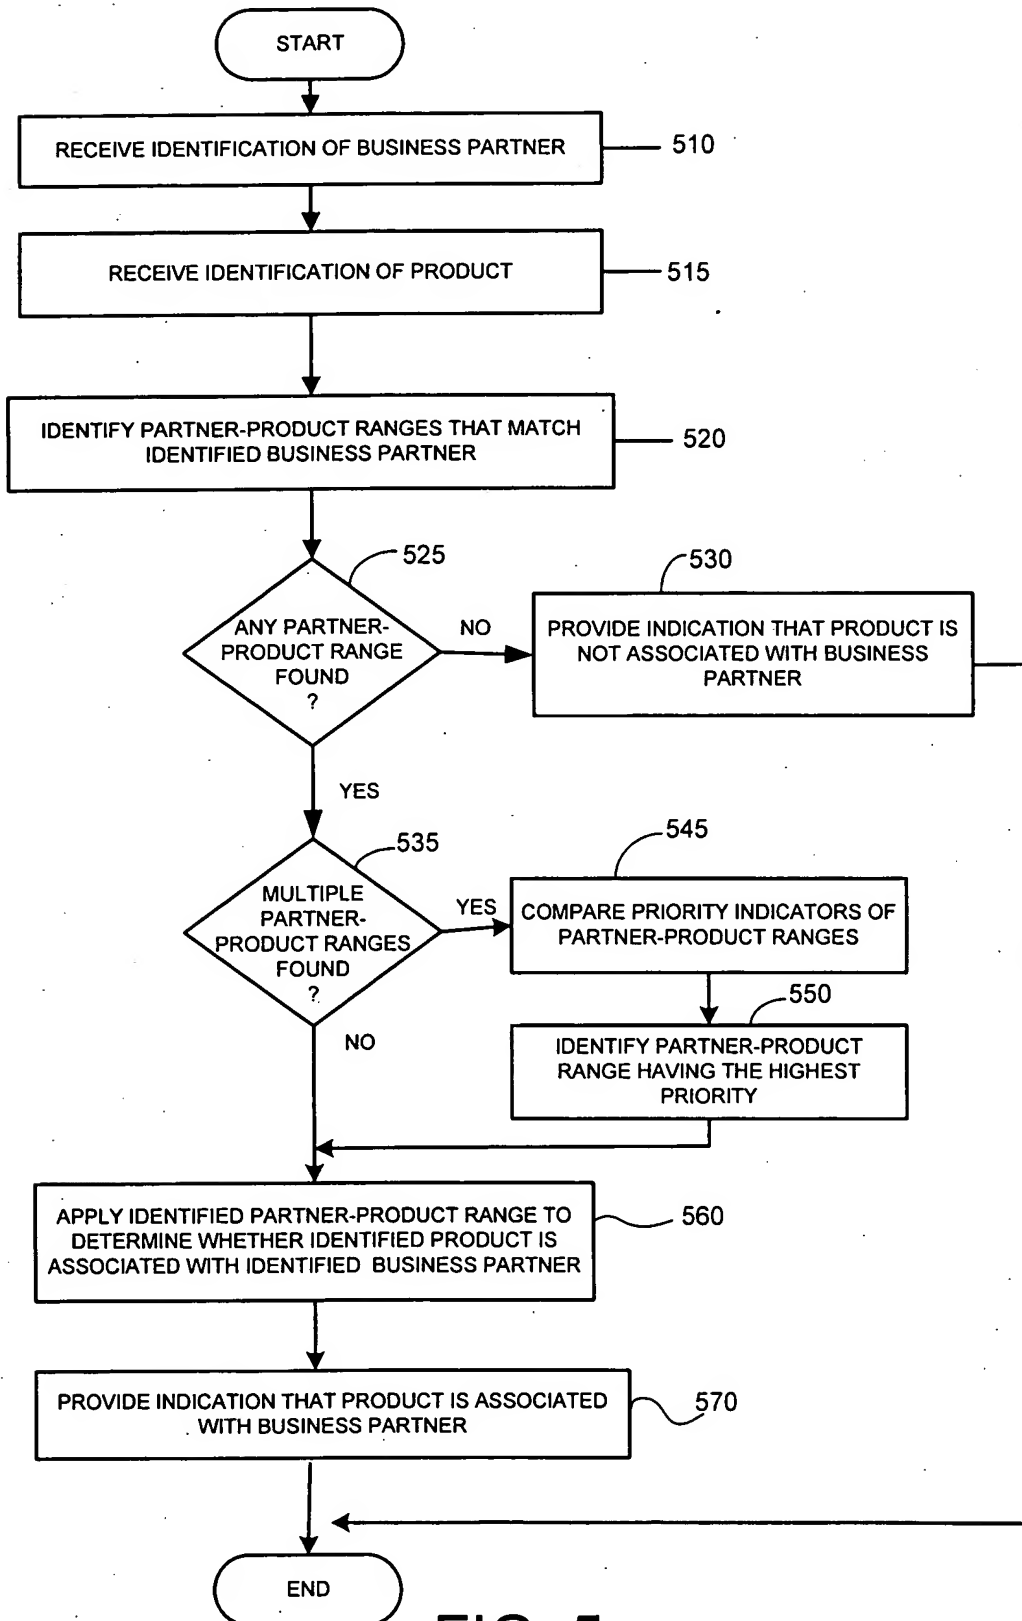 START
RECEIVE IDENTIFICATION OF BUSINESS PARTNER
510
RECEIVE IDENTIFICATION OF PRODUCT
515
IDENTIFY PARTNER-PRODUCT RANGES THAT MATCH
IDENTIFIED BUSINESS PARTNER
520
525
ANY PARTNER-
PRODUCT RANGE
FOUND
?
NO
530
PROVIDE INDICATION THAT PRODUCT IS
NOT ASSOCIATED WITH BUSINESS
PARTNER
YES
535
MULTIPLE
PARTNER-
PRODUCT RANGES
FOUND
?
YES
545
COMPARE PRIORITY INDICATORS OF
PARTNER-PRODUCT RANGES
550
IDENTIFY PARTNER-PRODUCT
RANGE HAVING THE HIGHEST
PRIORITY
NO
APPLY IDENTIFIED PARTNER-PRODUCT RANGE TO
DETERMINE WHETHER IDENTIFIED PRODUCT IS
ASSOCIATED WITH IDENTIFIED BUSINESS PARTNER
560
PROVIDE INDICATION THAT PRODUCT IS ASSOCIATED
WITH BUSINESS PARTNER
570
END